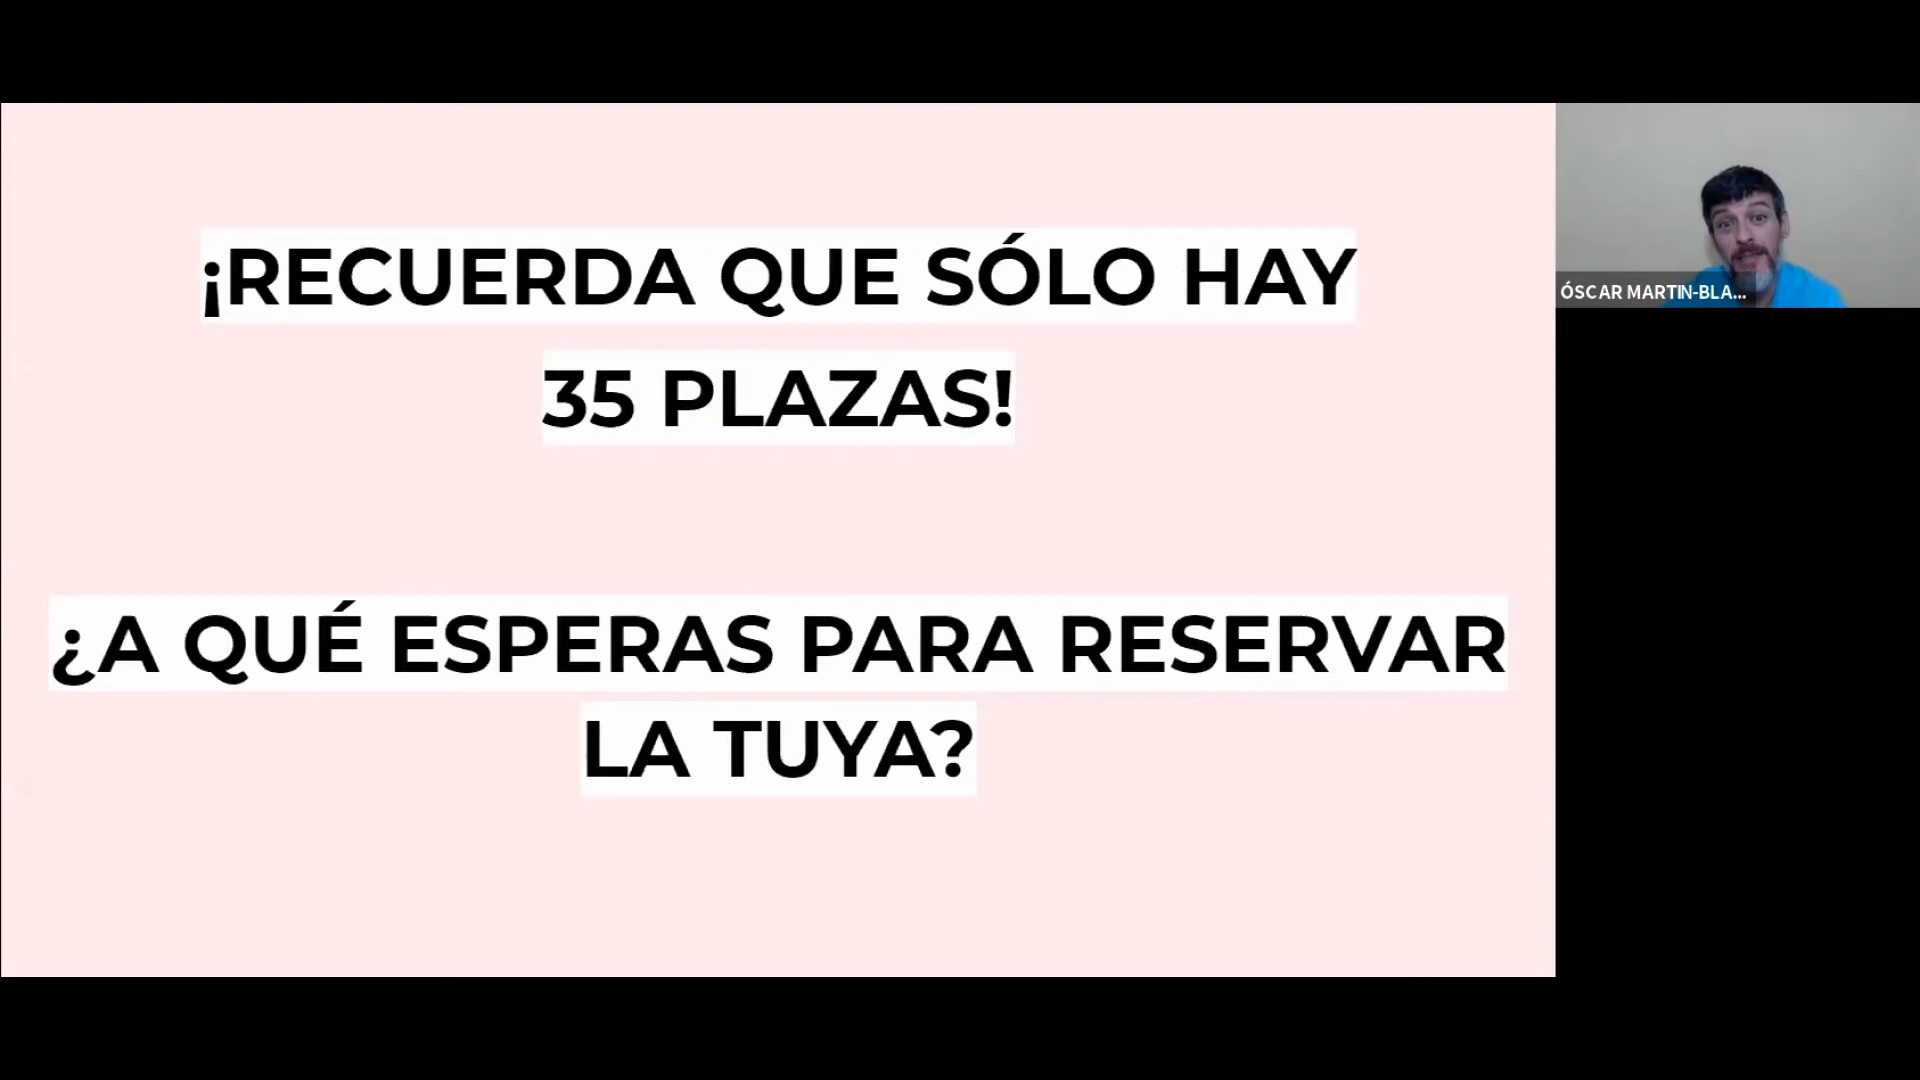 ¡RECUERDA QUE SÓLO HAY
35 PLAZAS!
¿A QUÉ ESPERAS PARA RESERVAR
LA TUYA?
ÓSCAR MARTIN-BLA...